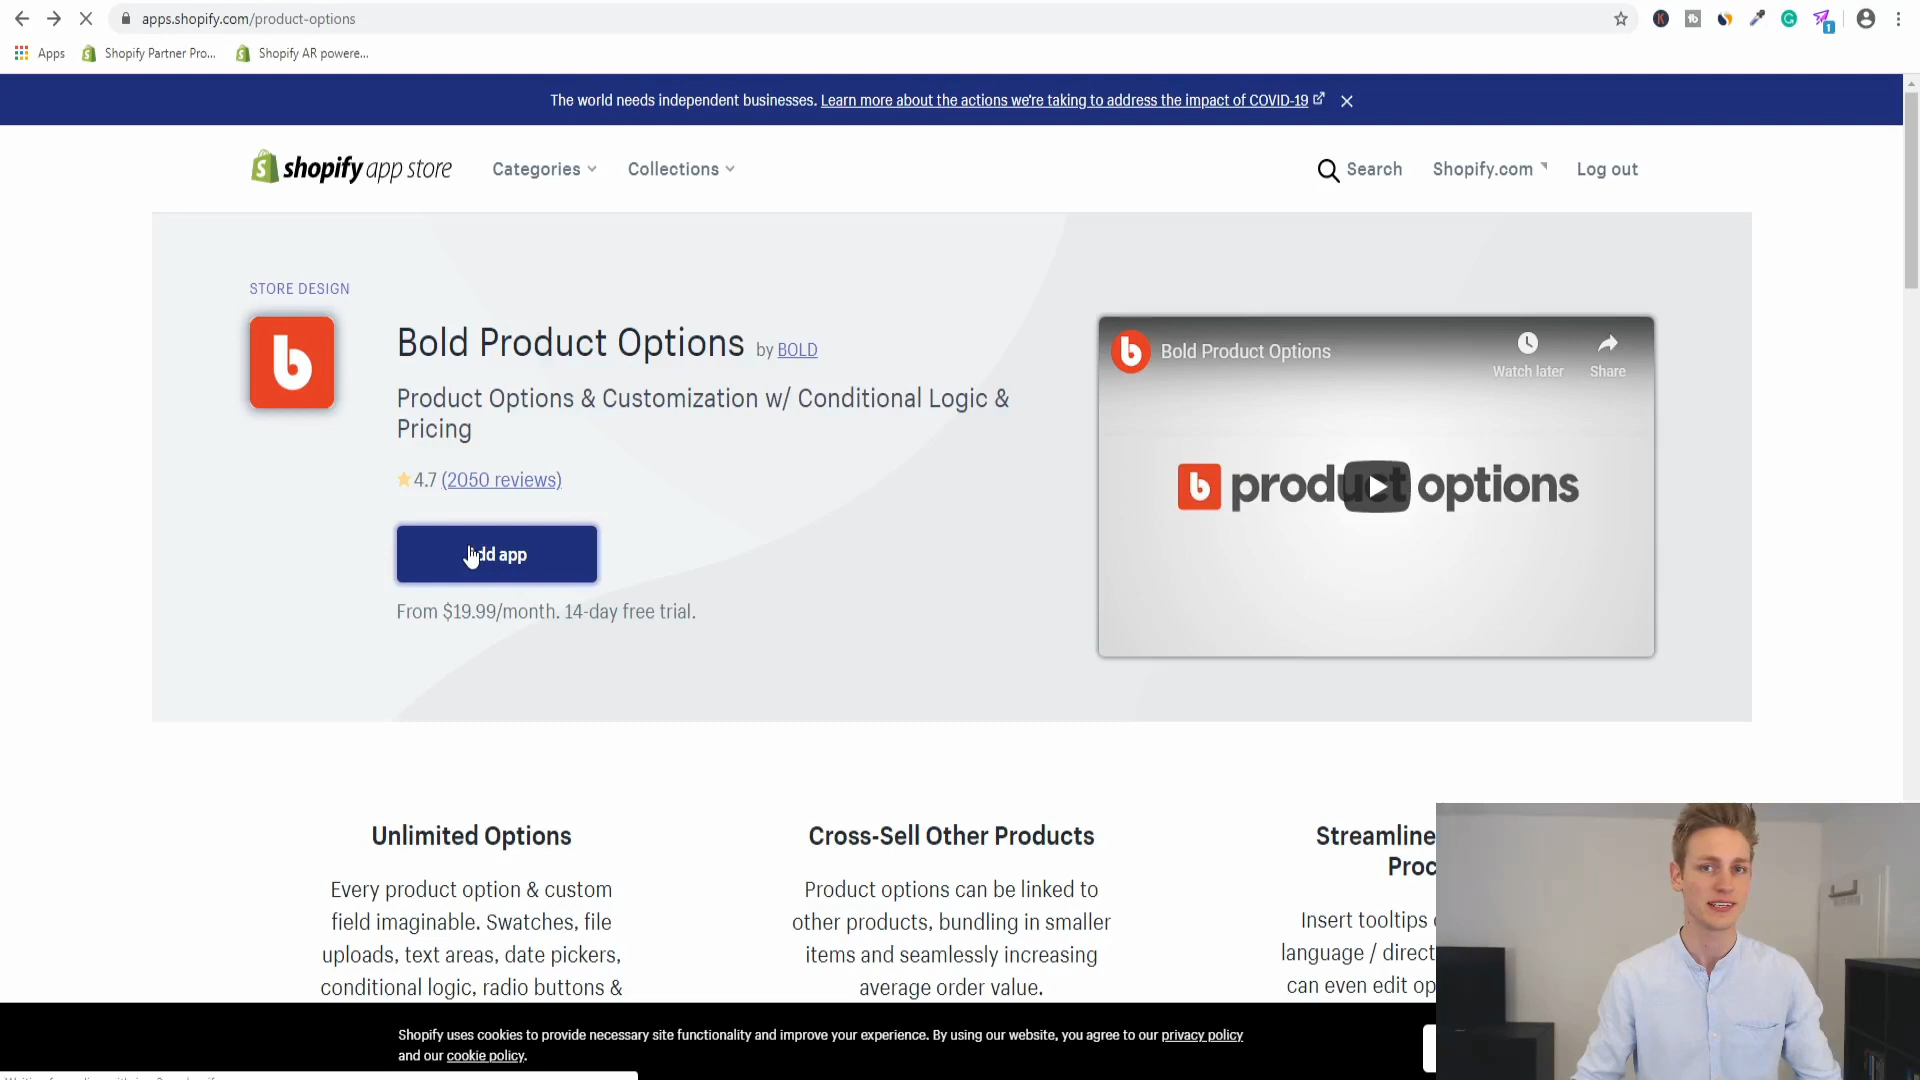 apps.shopify.com/product-options
1
Apps Shopify Partner Pro... Shopify AR powere...
The world needs independent businesses. Learn more about the actions we're taking to address the impact of COVID-19
shopify app store Categories Collections Search Shopify.com Log out
STORE DESIGN
Bold Product Options by BOLD
Product Options & Customization w/ Conditional Logic &
Pricing
4.7 (2050 reviews)
dd app
From $19.99/month. 14-day free trial.
b Bold Product Options
Watch later Share
b product options
Unlimited Options
Every product option & custom
field imaginable. Swatches, file
uploads, text areas, date pickers,
conditional logic, radio buttons &
Cross-Sell Other Products
Product options can be linked to
other products, bundling in smaller
items and seamlessly increasing
average order value.
Streamline
Proc
Insert tooltips
language / direct
can even edit op
Shopify uses cookies to provide necessary site functionality and improve your experience. By using our website, you agree to our privacy policy
and our cookie policy.